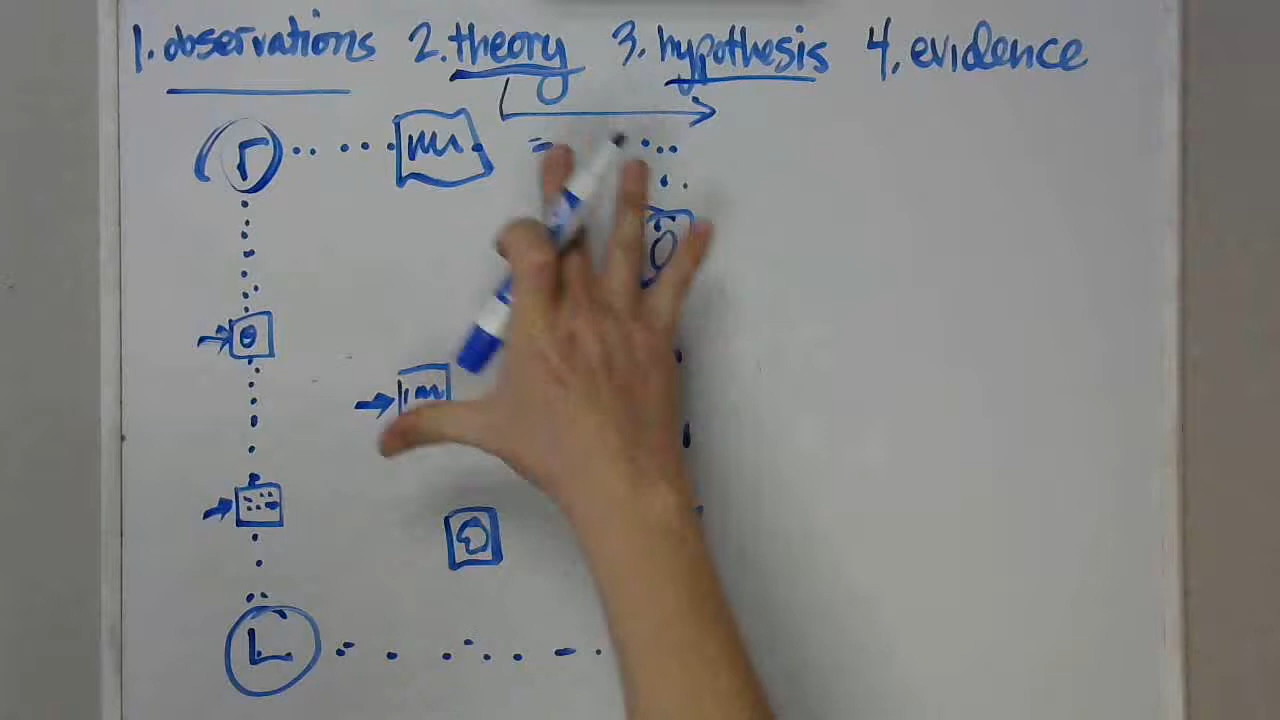 1. observations 2. theory 3. hypothesis 4. evidence